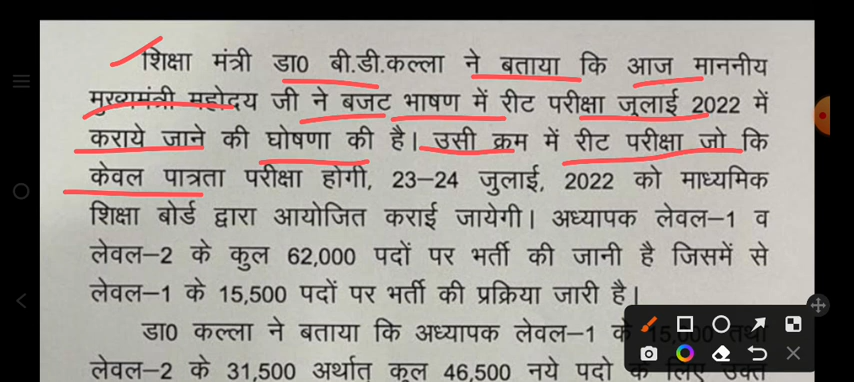 शिक्षा मंत्री डा0 बी.डी.कल्ला ने बताया कि आज माननीय
मुख्यमंत्री महोदय जी ने बजट भाषण में रीट परीक्षा जुलाई 2022 में
कराये जाने की घोषणा की है। उसी क्रम में रीट परीक्षा जो कि
केवल पात्रता परीक्षा होगी, 23–24 जुलाई, 2022 को माध्यमिक
शिक्षा बोर्ड द्वारा आयोजित कराई जायेगी। अध्यापक लेवल–1 व
लेवल–2 के कुल 62,000 पदों पर भर्ती की जानी है जिसमें से
लेवल–1 के 15,500 पदों पर भर्ती की प्रक्रिया जारी है।
डा0 कल्ला ने बताया कि अध्यापक लेवल–1 के 15,000 तथा
लेवल–2 के 31,500 अर्थात् कुल 46,500 नये पदो के लिए उक्त